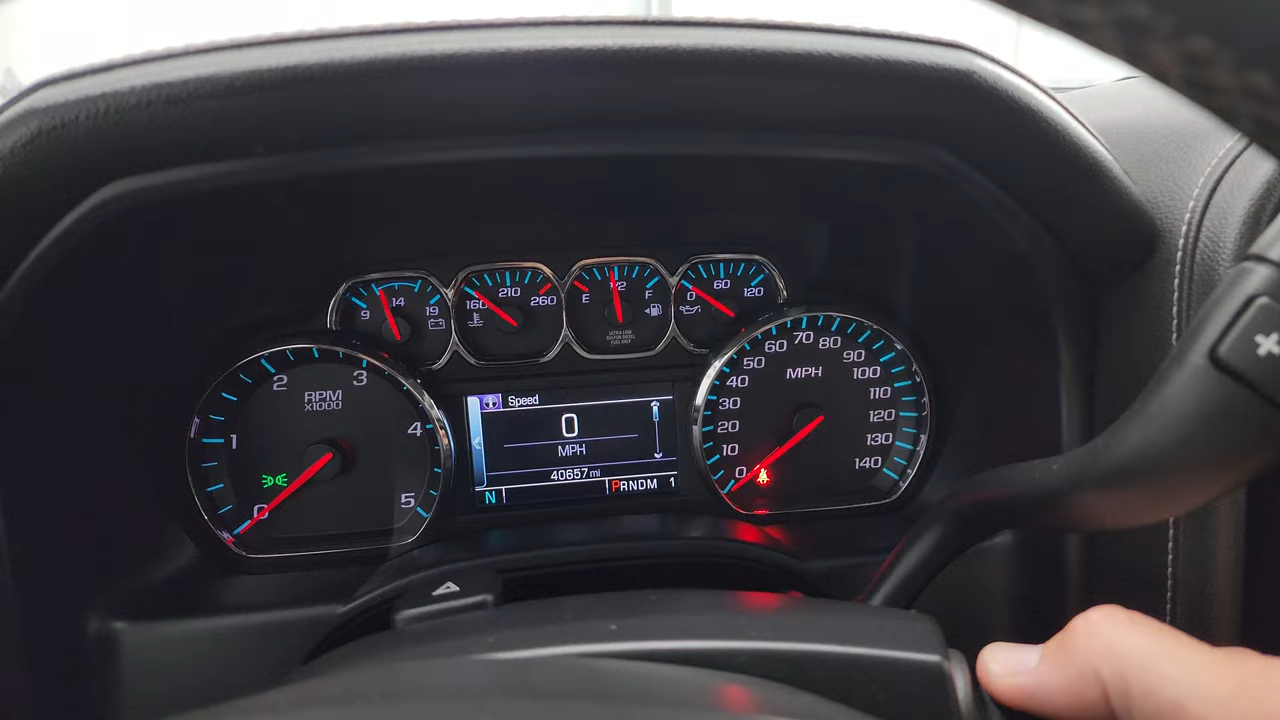 9 14 19
160 210 260
E 1/2 F
ULTRA LOW
SULFUR DIESEL
FUEL ONLY
0 60 120
0 1 2 3 4 5
RPM
X1000
Speed
0
MPH
40657 mi
N PRNDM 1
0 10 20 30 40 50 60 70 80 90 100 110 120 130 140
MPH
+